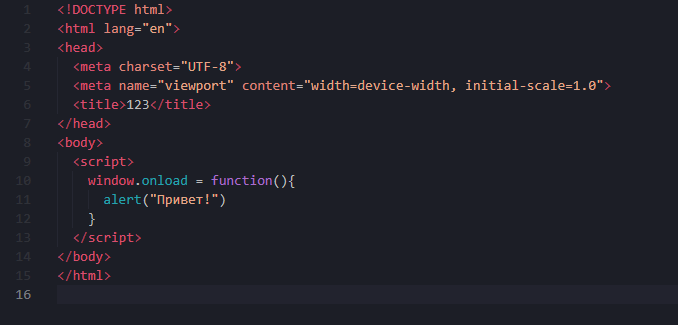 1 <!DOCTYPE html>
2 <html lang="en">
3 <head>
4 <meta charset="UTF-8">
5 <meta name="viewport" content="width=device-width, initial-scale=1.0">
6 <title>123</title>
7 </head>
8 <body>
9 <script>
10 window.onload = function(){
11 alert("Привет!")
12 }
13 </script>
14 </body>
15 </html>
16